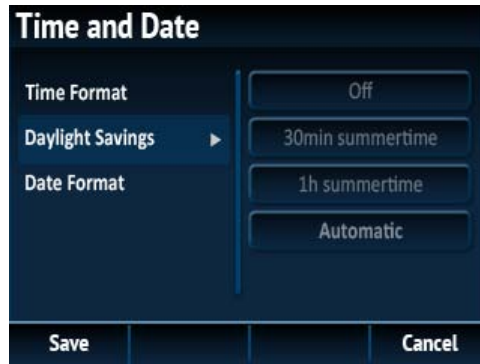 Time and Date
Time Format
Daylight Savings
Date Format
Off
30min summertime
1h summertime
Automatic
Save
Cancel